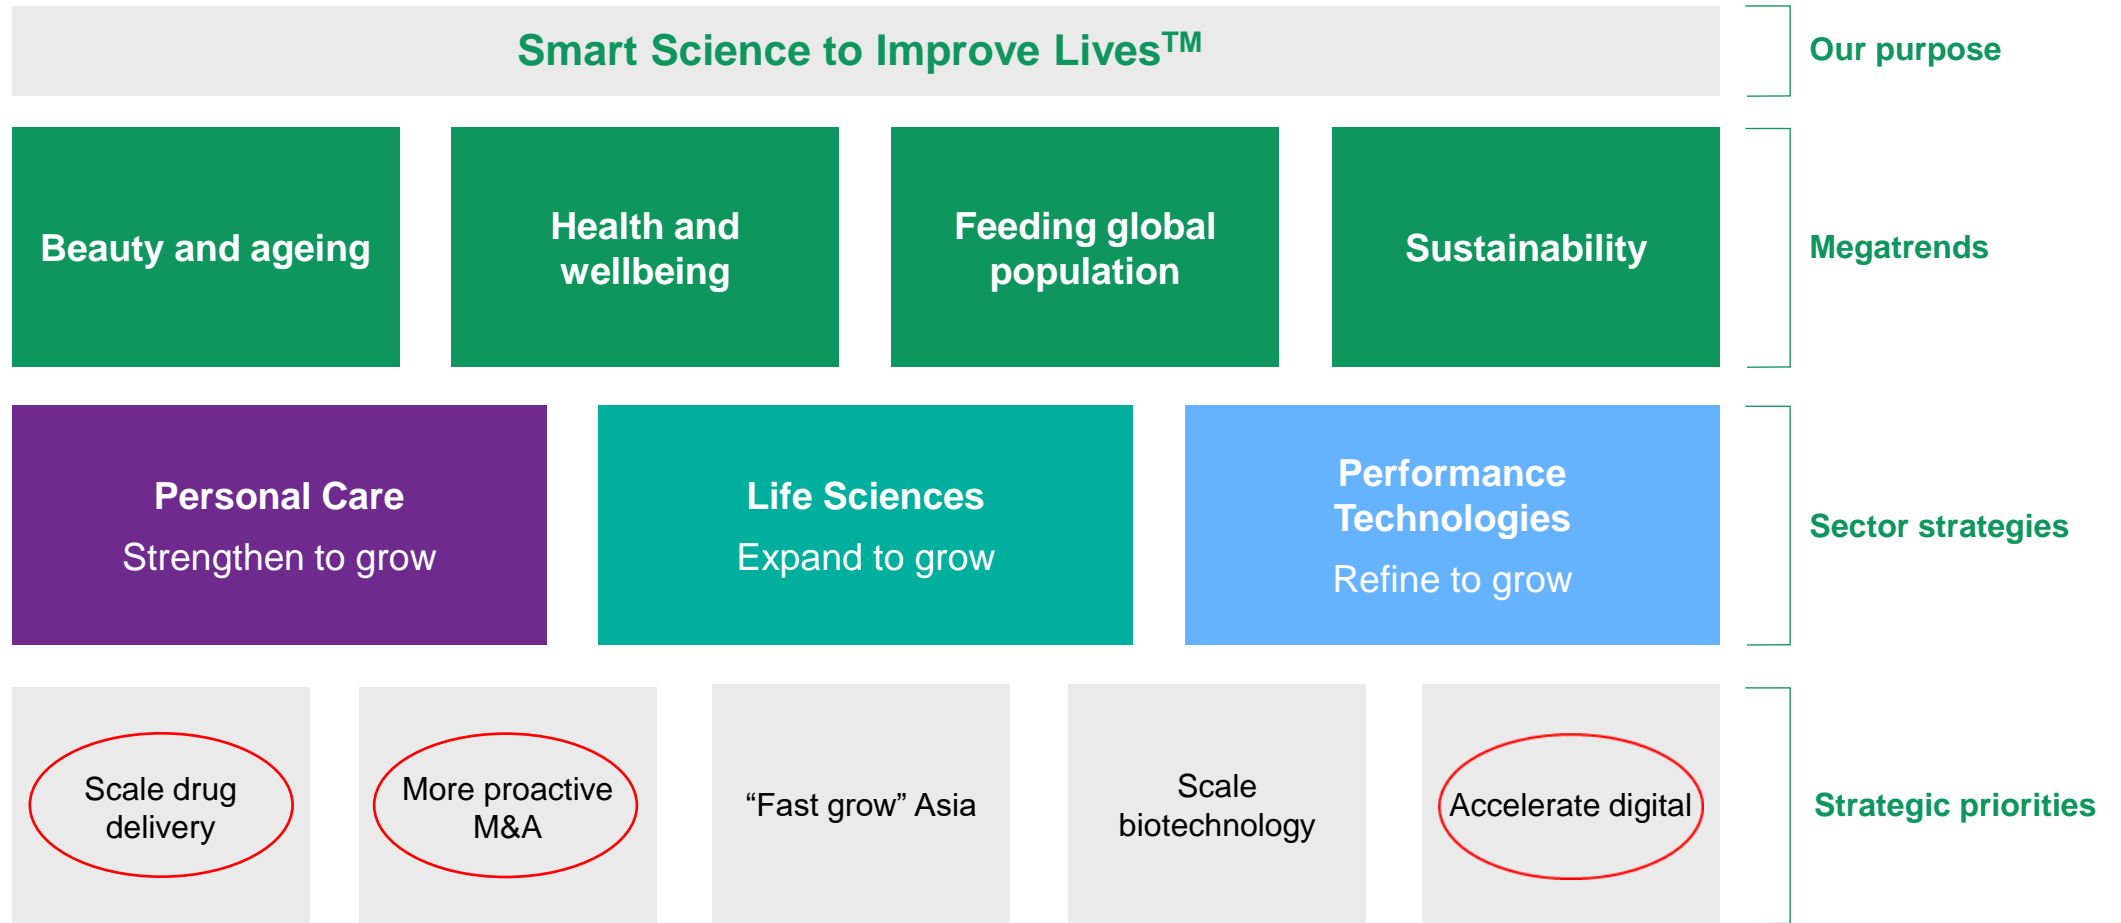 Smart Science to Improve Lives™
Our purpose
Beauty and ageing
Health and
wellbeing
Feeding global
population
Sustainability
Megatrends
Personal Care
Strengthen to grow
Life Sciences
Expand to grow
Performance
Technologies
Refine to grow
Sector strategies
Scale drug
delivery
More proactive
M&A
“Fast grow” Asia
Scale
biotechnology
Accelerate digital
Strategic priorities